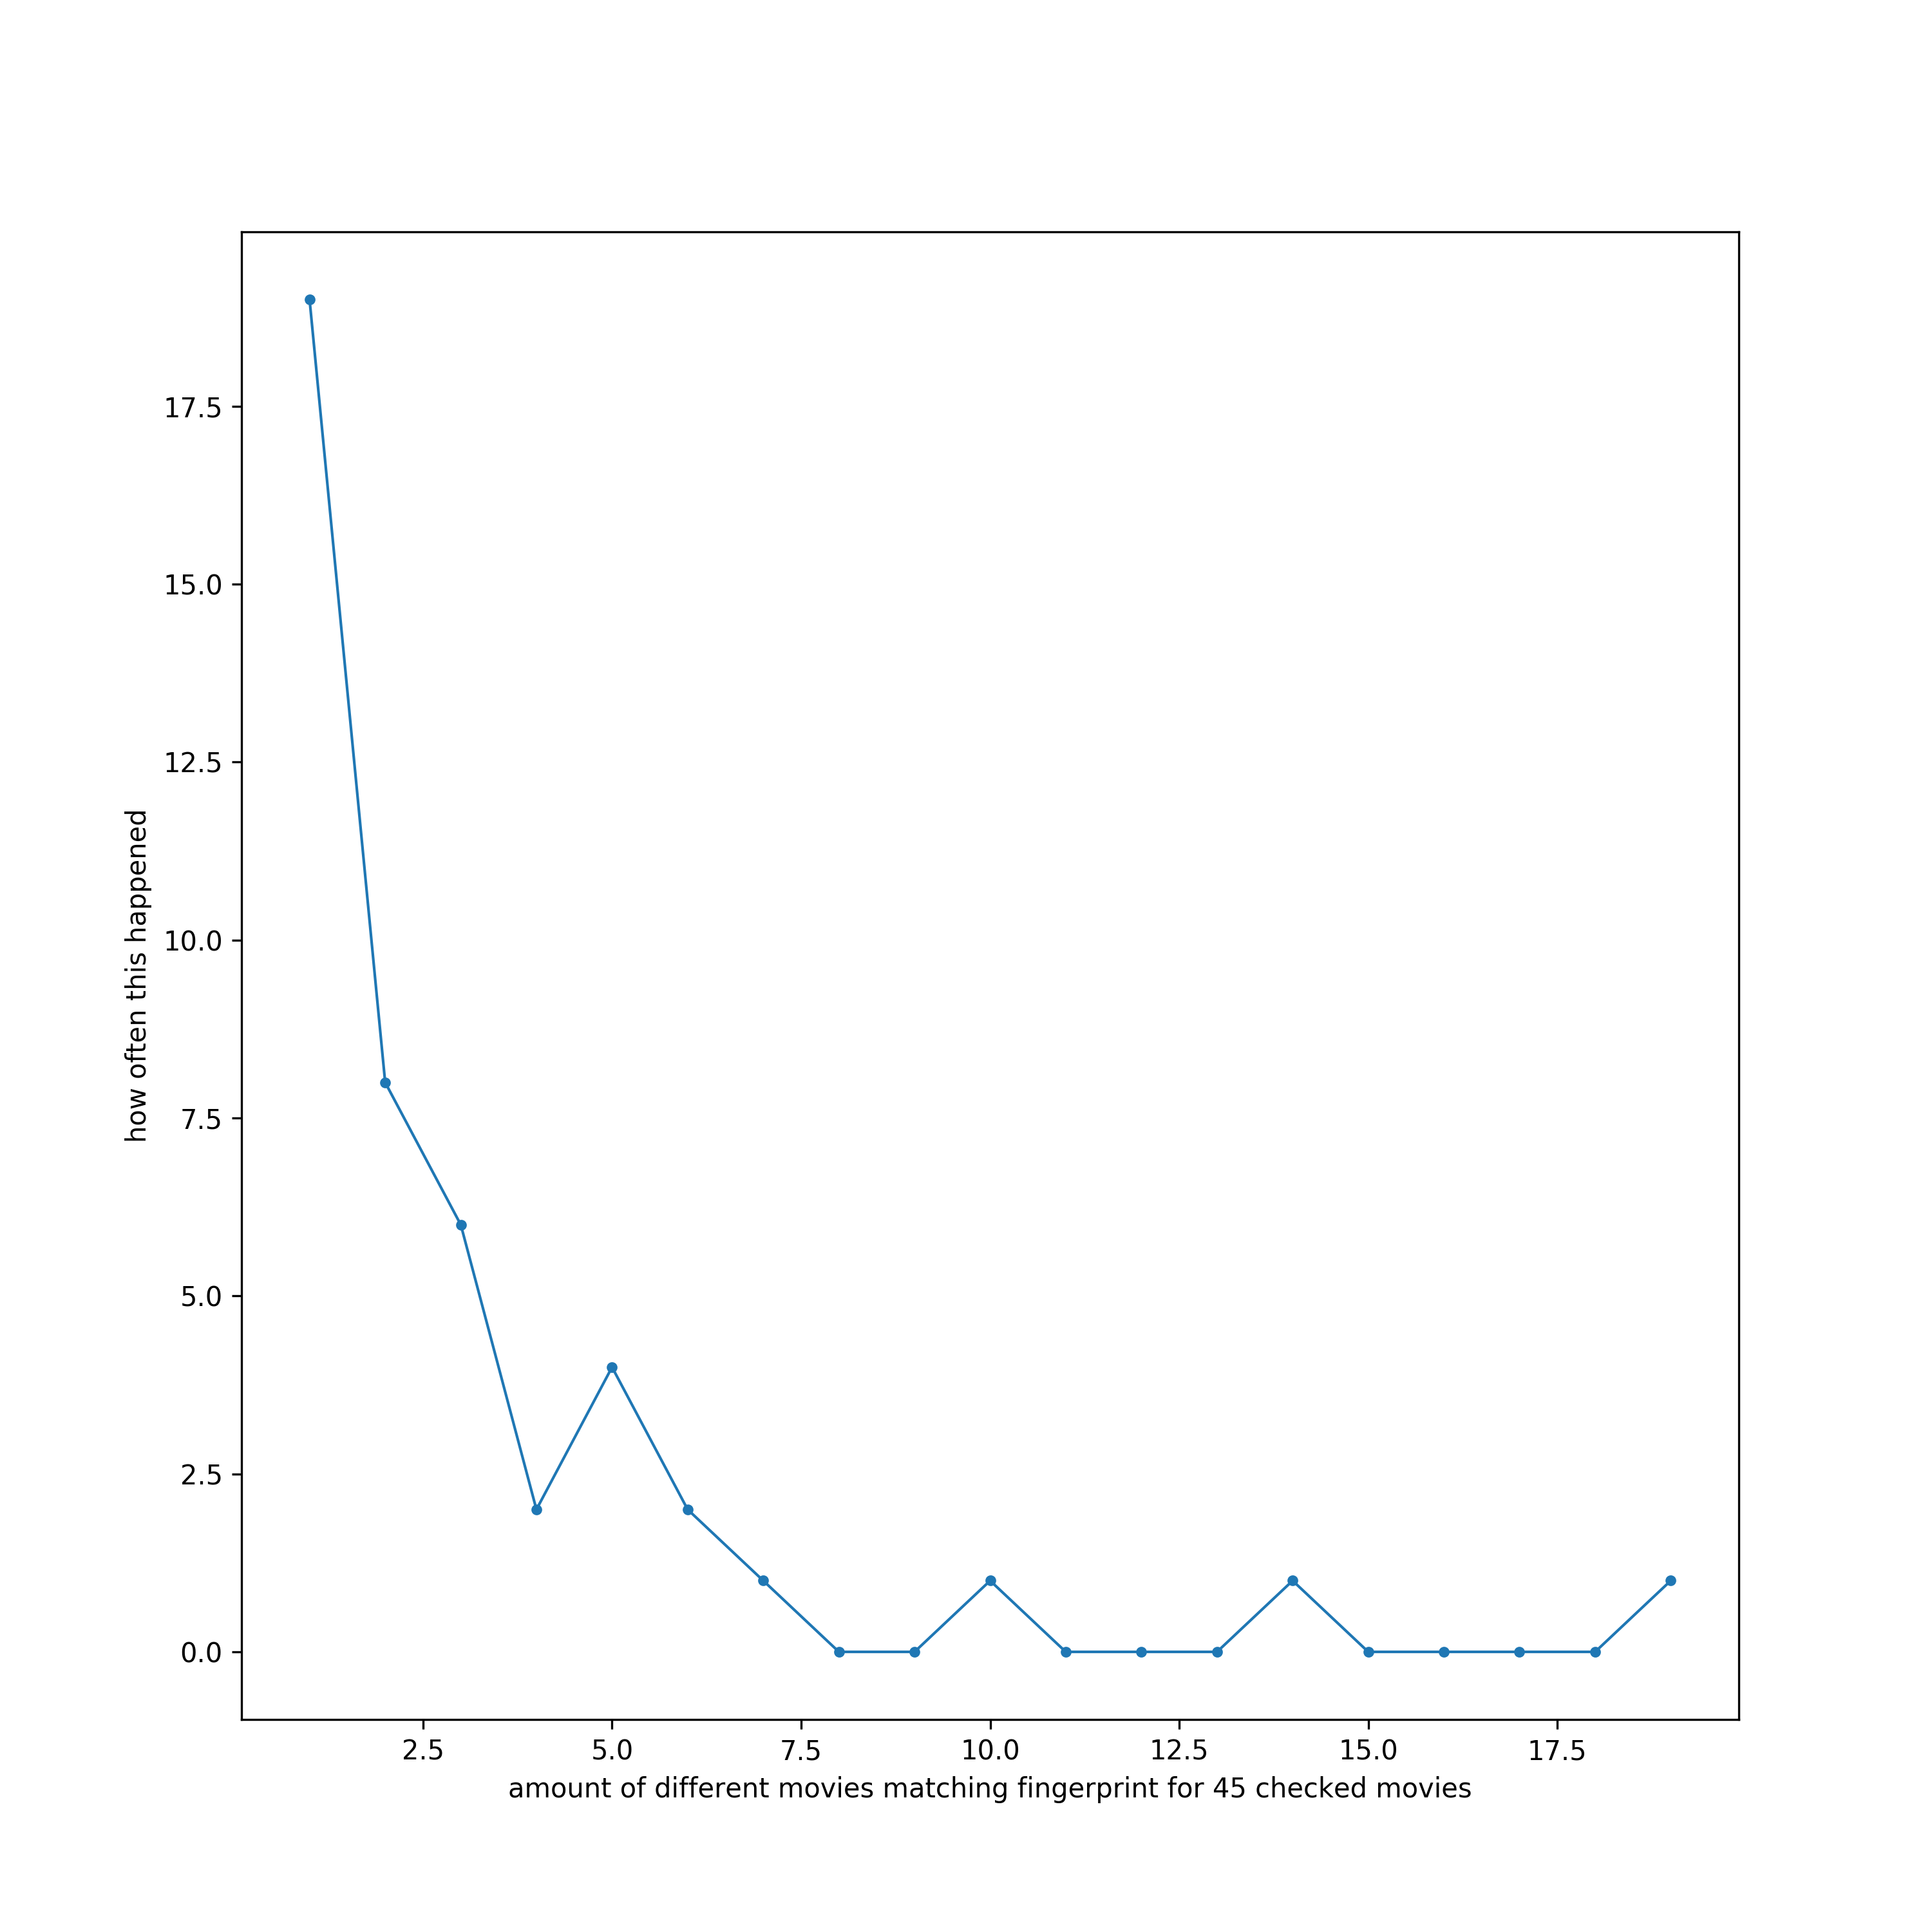 17.5
15.0
12.5
10.0
7.5
5.0
2.5
0.0
how often this happened
2.5 5.0 7.5 10.0 12.5 15.0 17.5
amount of different movies matching fingerprint for 45 checked movies